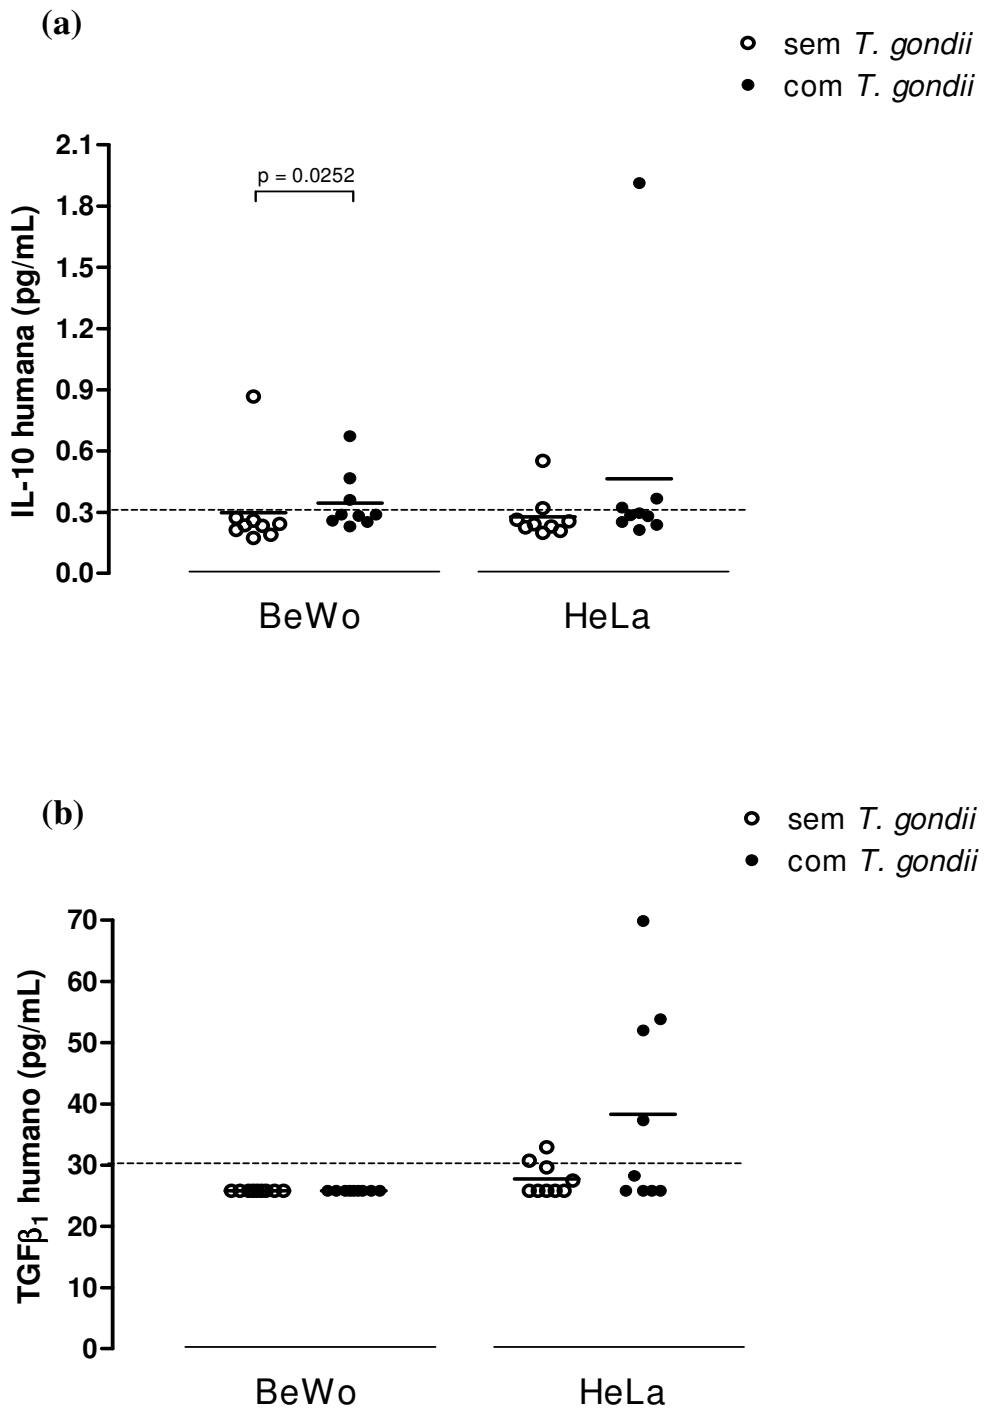 (a)
sem T. gondii
com T. gondii
IL-10 humana (pg/mL)
2.1
1.8
1.5
1.2
0.9
0.6
0.3
0.0
p = 0.0252
BeWo HeLa
(b)
sem T. gondii
com T. gondii
TGFβ1 humano (pg/mL)
70
60
50
40
30
20
10
0
BeWo HeLa